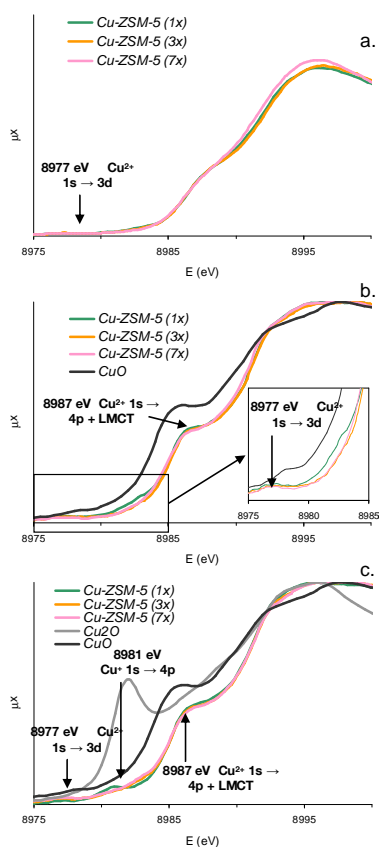 a.
Cu-ZSM-5 (1x)
Cu-ZSM-5 (3x)
Cu-ZSM-5 (7x)
μX
8977 eV Cu²⁺
1s → 3d
8975 8985 8995
E (eV)
b.
Cu-ZSM-5 (1x)
Cu-ZSM-5 (3x)
Cu-ZSM-5 (7x)
CuO
μX
8987 eV Cu²⁺ 1s →
4p + LMCT
8977 eV Cu²⁺
1s → 3d
8975 8980 8985
8975 8985 8995
E (eV)
c.
Cu-ZSM-5 (1x)
Cu-ZSM-5 (3x)
Cu-ZSM-5 (7x)
Cu2O
CuO
μX
8981 eV
Cu⁺ 1s → 4p
8977 eV Cu²⁺
1s → 3d
8987 eV Cu²⁺ 1s →
4p + LMCT
8975 8985 8995
E (eV)